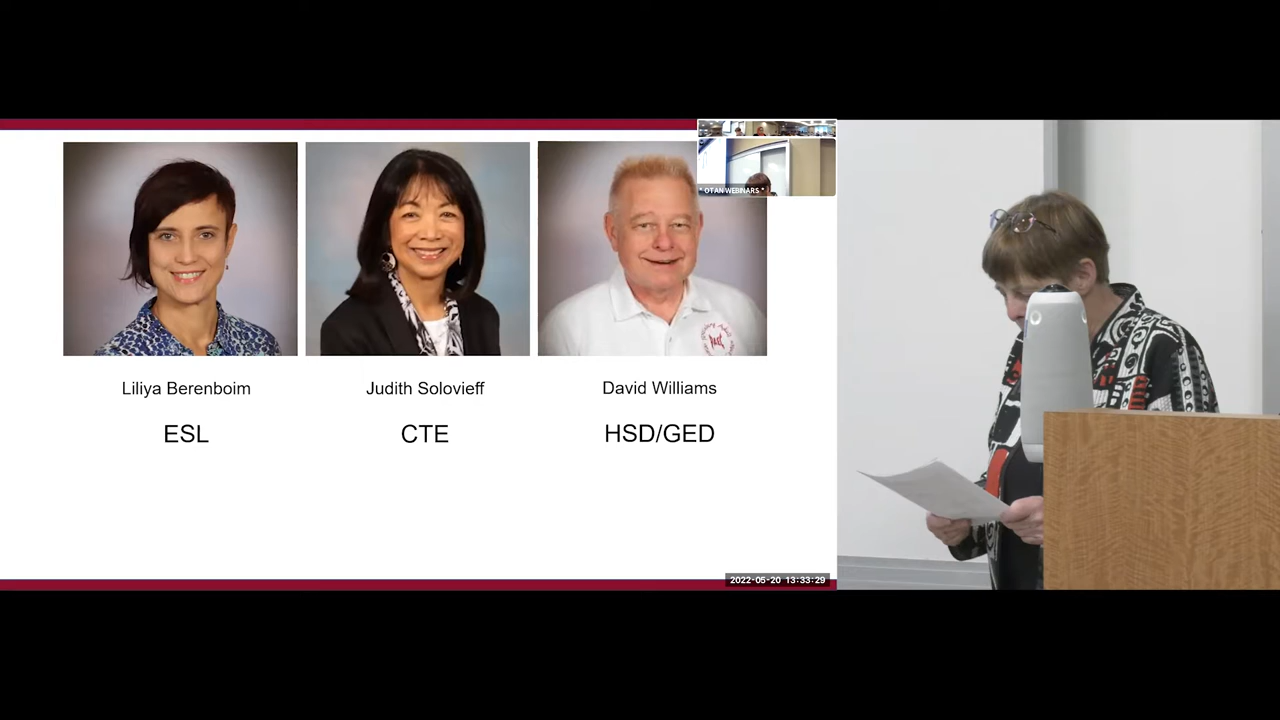 * OTAN WEBINARS *
Liliya Berenboim
Judith Solovieff
David Williams
ESL
CTE
HSD/GED
2022-05-20 13:33:29